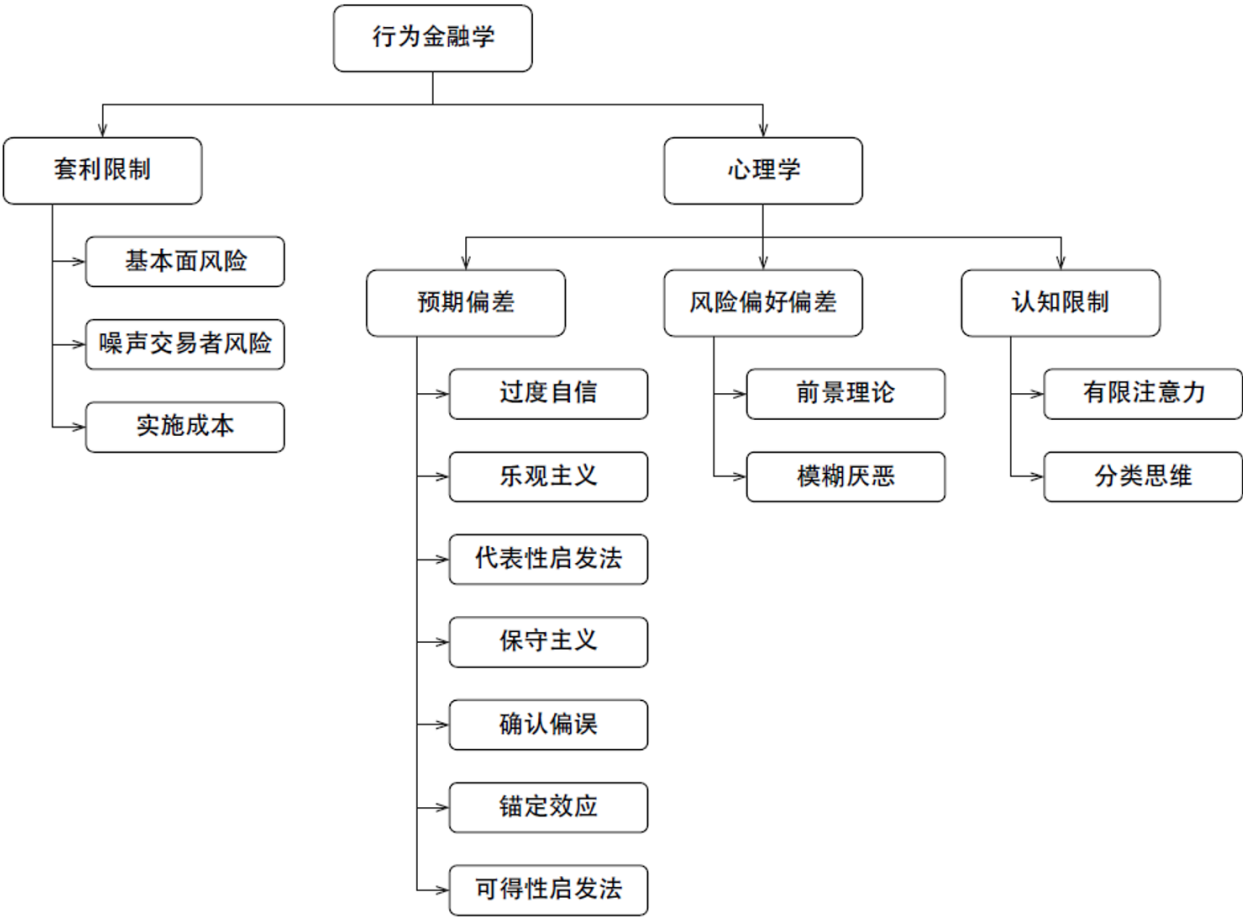 行为金融学
套利限制
心理学
基本面风险
噪声交易者风险
实施成本
预期偏差
风险偏好偏差
认知限制
过度自信
乐观主义
代表性启发法
保守主义
确认偏误
锚定效应
可得性启发法
前景理论
模糊厌恶
有限注意力
分类思维